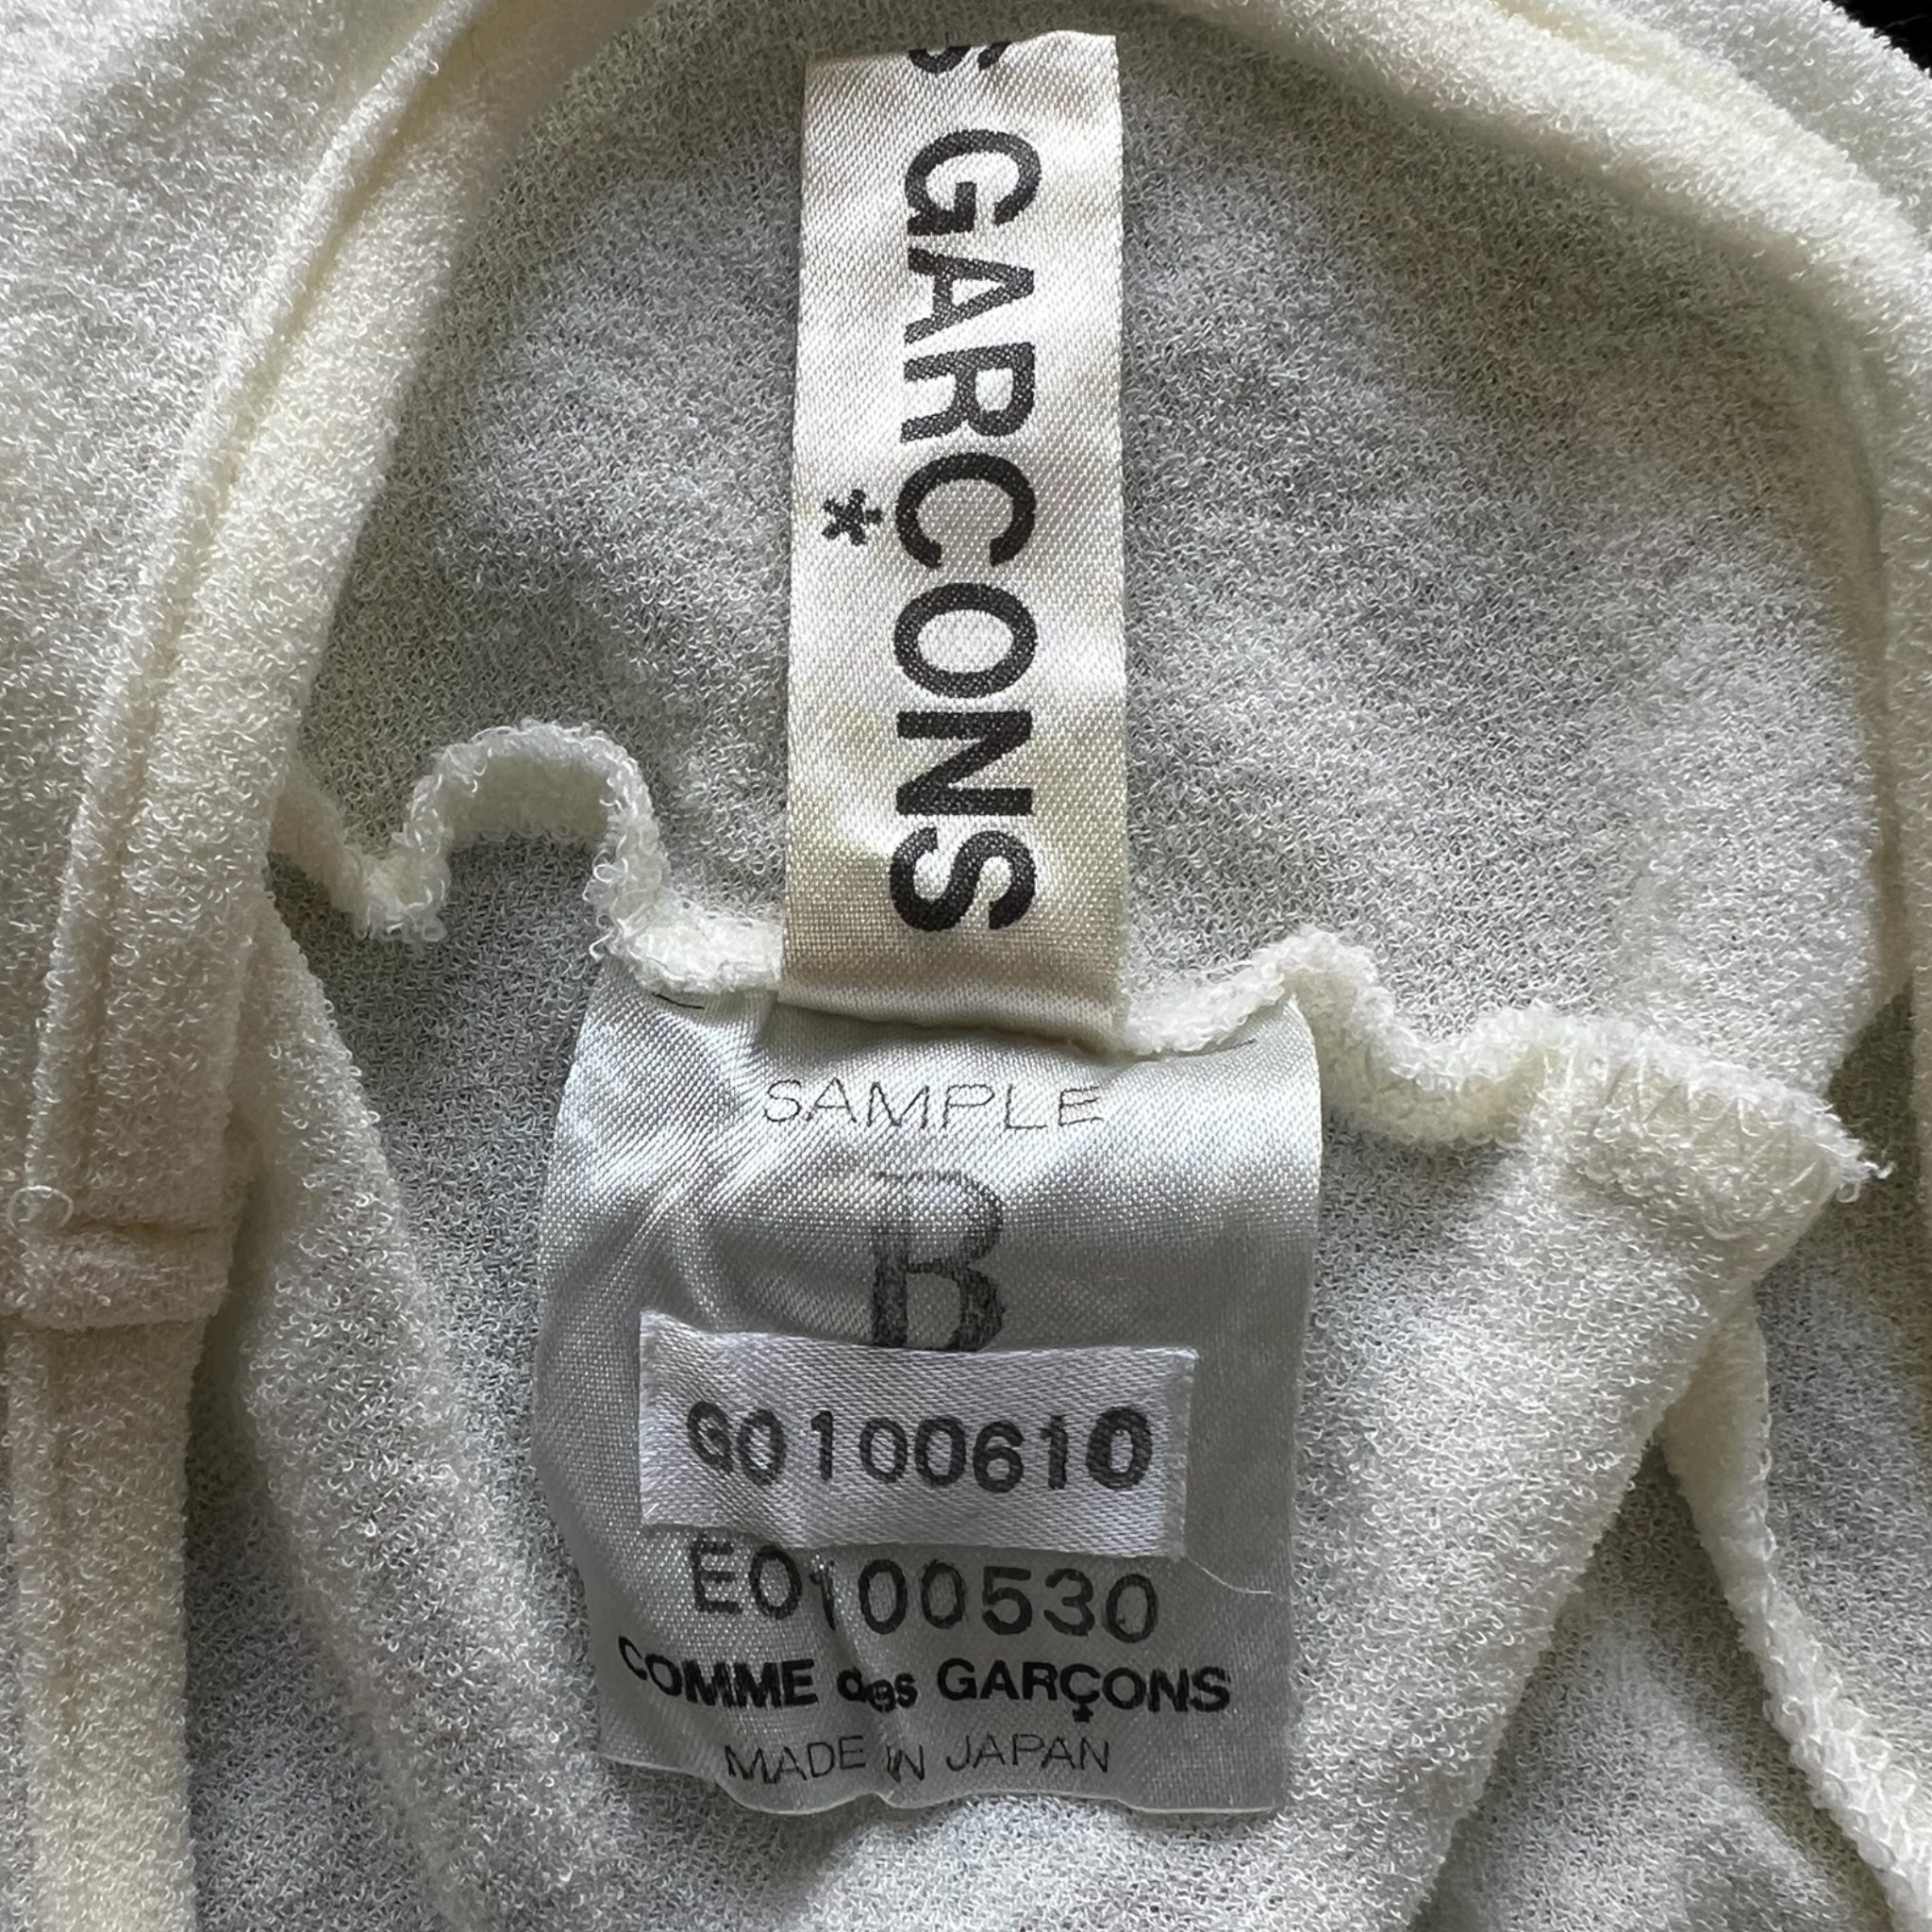 S GARÇONS
*
SAMPLE
B
G0100610
E0100530
COMME des GARÇONS
MADE IN JAPAN